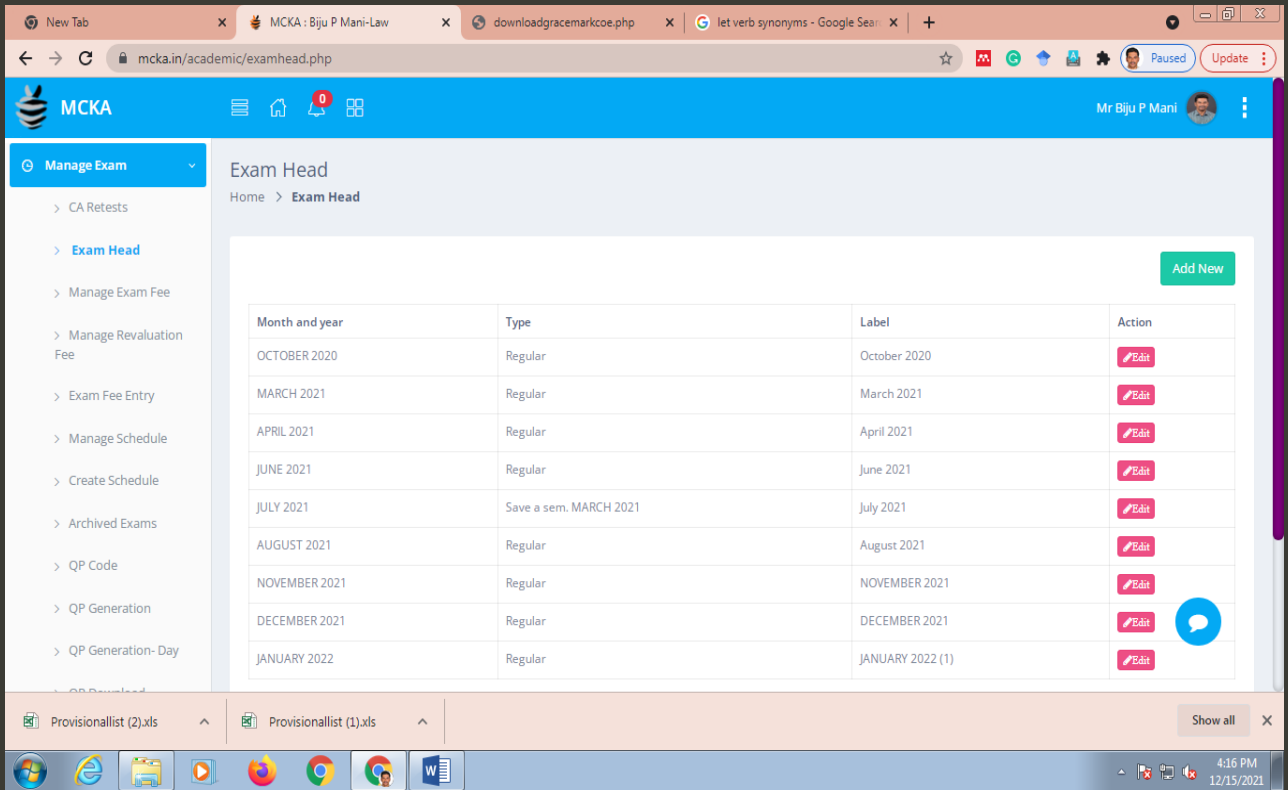 New Tab
MCKA : Biju P Mani-Law
downloadgracemarkcoe.php
let verb synonyms - Google Sear
mcka.in/academic/examhead.php
Paused
Update
MCKA
0
Mr Biju P Mani
Manage Exam
CA Retests
Exam Head
Manage Exam Fee
Manage Revaluation
Fee
Exam Fee Entry
Manage Schedule
Create Schedule
Archived Exams
QP Code
QP Generation
QP Generation- Day
QP Download
Exam Head
Home > Exam Head
Add New
Month and year Type Label Action
OCTOBER 2020 Regular October 2020 Edit
MARCH 2021 Regular March 2021 Edit
APRIL 2021 Regular April 2021 Edit
JUNE 2021 Regular June 2021 Edit
JULY 2021 Save a sem. MARCH 2021 July 2021 Edit
AUGUST 2021 Regular August 2021 Edit
NOVEMBER 2021 Regular NOVEMBER 2021 Edit
DECEMBER 2021 Regular DECEMBER 2021 Edit
JANUARY 2022 Regular JANUARY 2022 (1) Edit
Provisionallist (2).xls
Provisionallist (1).xls
Show all
4:16 PM
12/15/2021